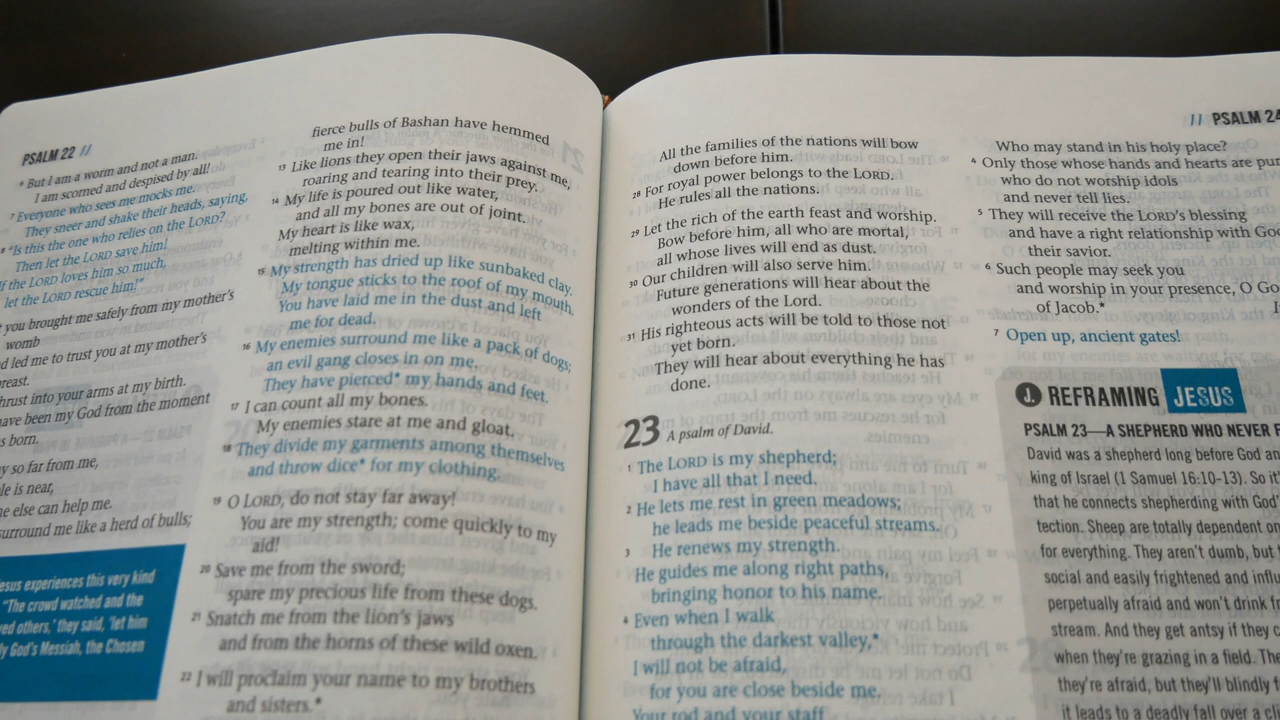 PSALM 22 //
6 But I am a worm and not a man.
I am scorned and despised by all!
7 Everyone who sees me mocks me.
They sneer and shake their heads, saying,
8 "Is this the one who relies on the LORD?
Then let the LORD save him!
If the LORD loves him so much,
let the LORD rescue him!"
you brought me safely from my mother's
womb
led me to trust you at my mother's
breast.
thrust into your arms at my birth.
have been my God from the moment
s born.
so far from me,
le is near,
else can help me.
surround me like a herd of bulls;
fierce bulls of Bashan have hemmed
me in!
13 Like lions they open their jaws against me,
roaring and tearing into their prey.
14 My life is poured out like water,
and all my bones are out of joint.
My heart is like wax,
melting within me.
15 My strength has dried up like sunbaked clay.
My tongue sticks to the roof of my mouth.
You have laid me in the dust and left
me for dead.
16 My enemies surround me like a pack of dogs;
an evil gang closes in on me.
They have pierced* my hands and feet.
17 I can count all my bones.
My enemies stare at me and gloat.
18 They divide my garments among themselves
and throw dice* for my clothing.
19 O LORD, do not stay far away!
You are my strength; come quickly to my
aid!
20 Save me from the sword;
spare my precious life from these dogs.
21 Snatch me from the lion's jaws
and from the horns of these wild oxen.
22 I will proclaim your name to my brothers
and sisters.*
Jesus experiences this very kind
"The crowd watched and the
ed others,' they said, 'let him
ly God's Messiah, the Chosen
All the families of the nations will bow
down before him.
28 For royal power belongs to the LORD.
He rules all the nations.
29 Let the rich of the earth feast and worship.
Bow before him, all who are mortal,
all whose lives will end as dust.
30 Our children will also serve him.
Future generations will hear about the
wonders of the Lord.
31 His righteous acts will be told to those not
yet born.
They will hear about everything he has
done.
23 A psalm of David.
1 The LORD is my shepherd;
I have all that I need.
2 He lets me rest in green meadows;
he leads me beside peaceful streams.
3 He renews my strength.
He guides me along right paths,
bringing honor to his name.
4 Even when I walk
through the darkest valley,*
I will not be afraid,
for you are close beside me.
Your rod and your staff
// PSALM 24
Who may stand in his holy place?
4 Only those whose hands and hearts are pur
who do not worship idols
and never tell lies.
5 They will receive the LORD's blessing
and have a right relationship with God
their savior.
6 Such people may seek you
and worship in your presence, O Go
of Jacob.*
7 Open up, ancient gates!
J. REFRAMING JESUS
PSALM 23—A SHEPHERD WHO NEVER F
David was a shepherd long before God an
king of Israel (1 Samuel 16:10-13). So it'
that he connects shepherding with God'
tection. Sheep are totally dependent on
for everything. They aren't dumb, but
social and easily frightened and influ
perpetually afraid and won't drink fr
stream. And they get antsy if they c
when they're grazing in a field. The
they're afraid, but they'll blindly f
it leads to a deadly fall over a cli